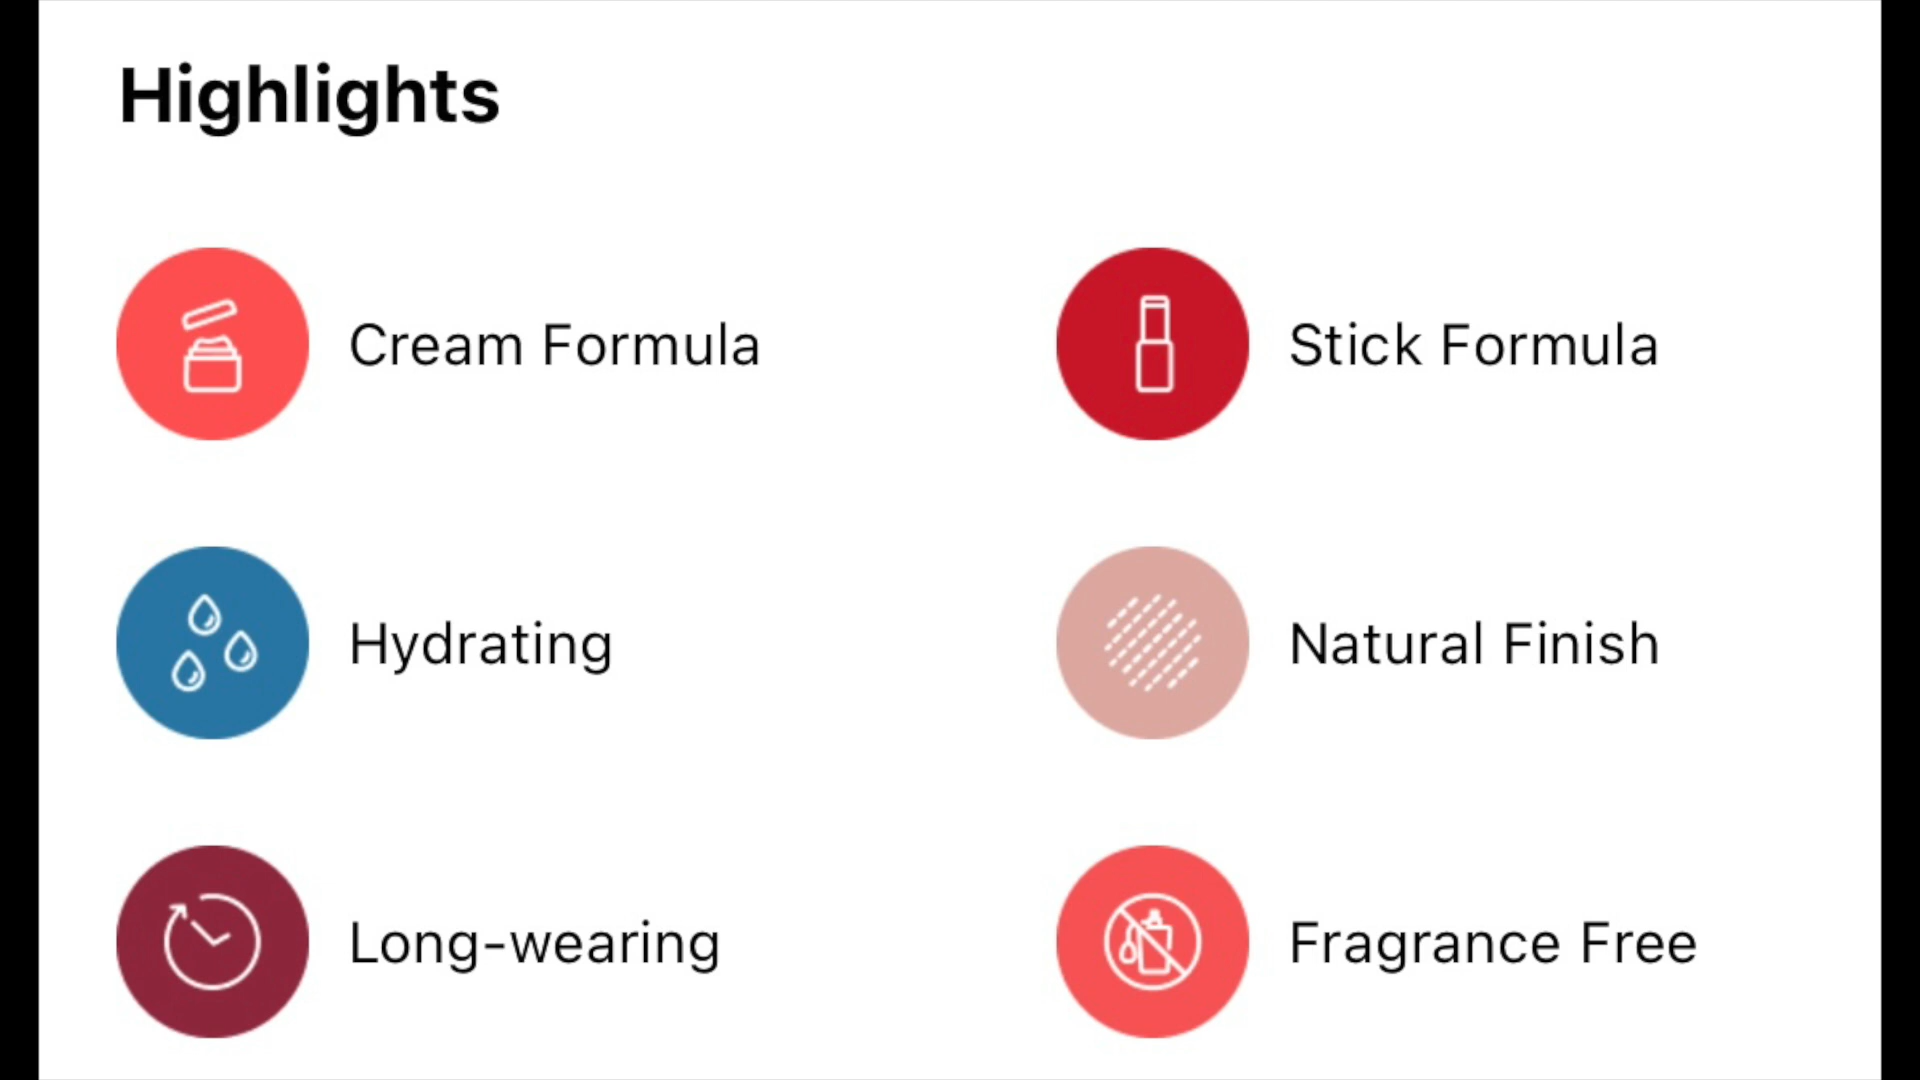 Highlights
Cream Formula
Stick Formula
Hydrating
Natural Finish
Long-wearing
Fragrance Free